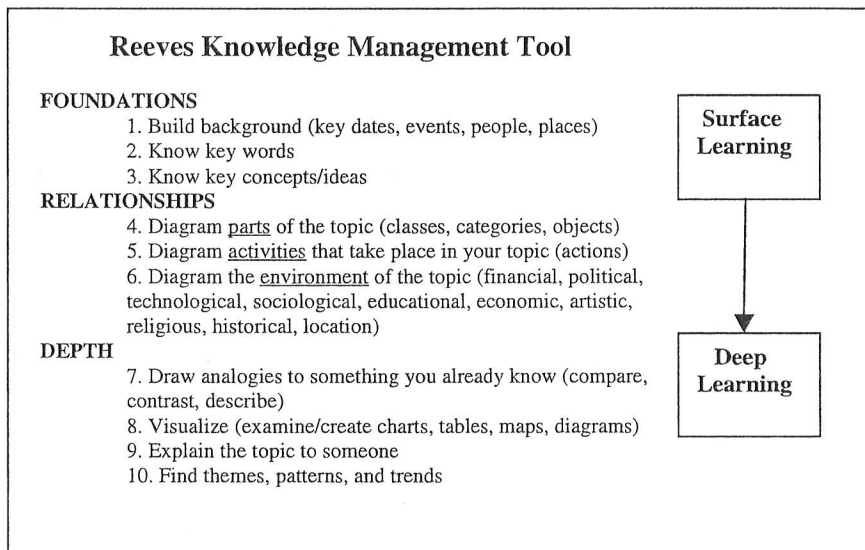 Reeves Knowledge Management Tool
FOUNDATIONS
1. Build background (key dates, events, people, places)
2. Know key words
3. Know key concepts/ideas
RELATIONSHIPS
4. Diagram parts of the topic (classes, categories, objects)
5. Diagram activities that take place in your topic (actions)
6. Diagram the environment of the topic (financial, political,
technological, sociological, educational, economic, artistic,
religious, historical, location)
DEPTH
7. Draw analogies to something you already know (compare,
contrast, describe)
8. Visualize (examine/create charts, tables, maps, diagrams)
9. Explain the topic to someone
10. Find themes, patterns, and trends
Surface
Learning
Deep
Learning